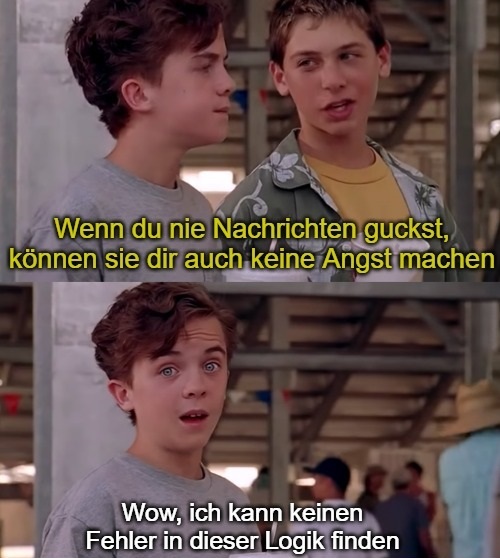 Wenn du nie Nachrichten guckst,
können sie dir auch keine Angst machen
Wow, ich kann keinen
Fehler in dieser Logik finden